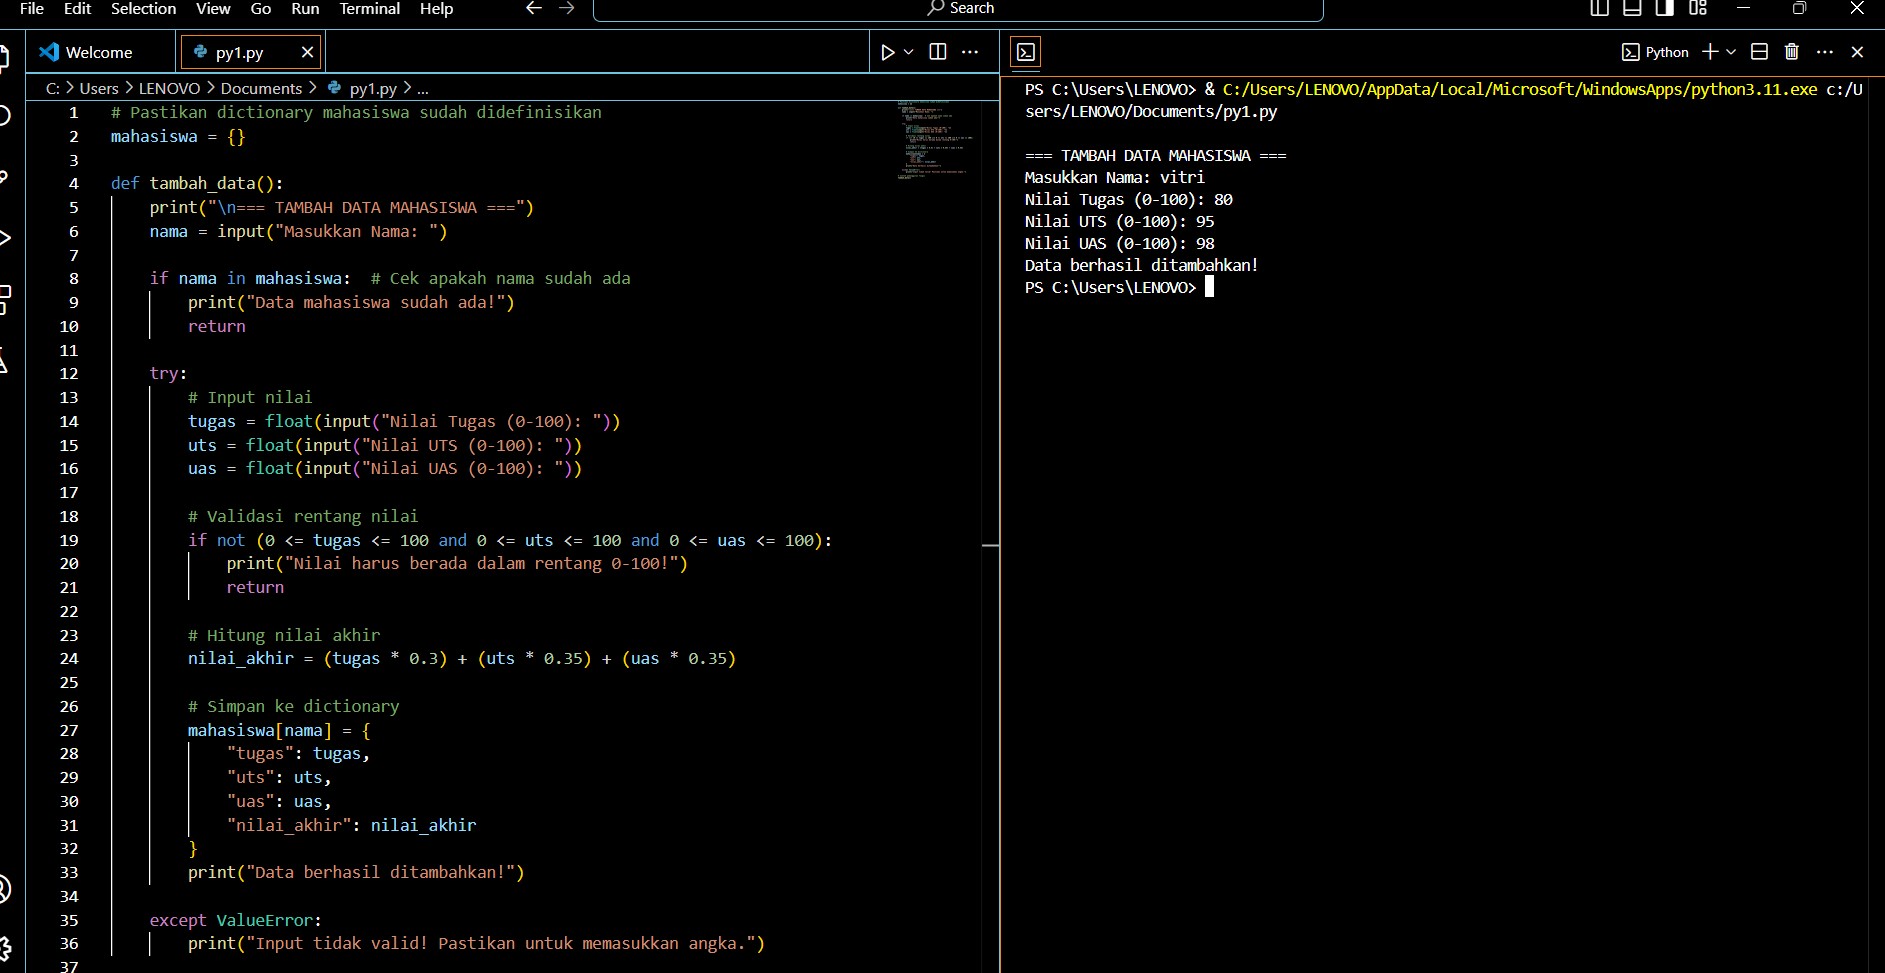 File Edit Selection View Go Run Terminal Help
Search
Welcome
py1.py
C: > Users > LENOVO > Documents > py1.py > ...
1 # Pastikan dictionary mahasiswa sudah didefinisikan
2 mahasiswa = {}
3
4 def tambah_data():
5 print("\n=== TAMBAH DATA MAHASISWA ===")
6 nama = input("Masukkan Nama: ")
7
8 if nama in mahasiswa:  # Cek apakah nama sudah ada
9 print("Data mahasiswa sudah ada!")
10 return
11
12 try:
13 # Input nilai
14 tugas = float(input("Nilai Tugas (0-100): "))
15 uts = float(input("Nilai UTS (0-100): "))
16 uas = float(input("Nilai UAS (0-100): "))
17
18 # Validasi rentang nilai
19 if not (0 <= tugas <= 100 and 0 <= uts <= 100 and 0 <= uas <= 100):
20 print("Nilai harus berada dalam rentang 0-100!")
21 return
22
23 # Hitung nilai akhir
24 nilai_akhir = (tugas * 0.3) + (uts * 0.35) + (uas * 0.35)
25
26 # Simpan ke dictionary
27 mahasiswa[nama] = {
28 "tugas": tugas,
29 "uts": uts,
30 "uas": uas,
31 "nilai_akhir": nilai_akhir
32 }
33 print("Data berhasil ditambahkan!")
34
35 except ValueError:
36 print("Input tidak valid! Pastikan untuk memasukkan angka.")
37
Python
PS C:\Users\LENOVO> & C:/Users/LENOVO/AppData/Local/Microsoft/WindowsApps/python3.11.exe c:/U
sers/LENOVO/Documents/py1.py
=== TAMBAH DATA MAHASISWA ===
Masukkan Nama: vitri
Nilai Tugas (0-100): 80
Nilai UTS (0-100): 95
Nilai UAS (0-100): 98
Data berhasil ditambahkan!
PS C:\Users\LENOVO>